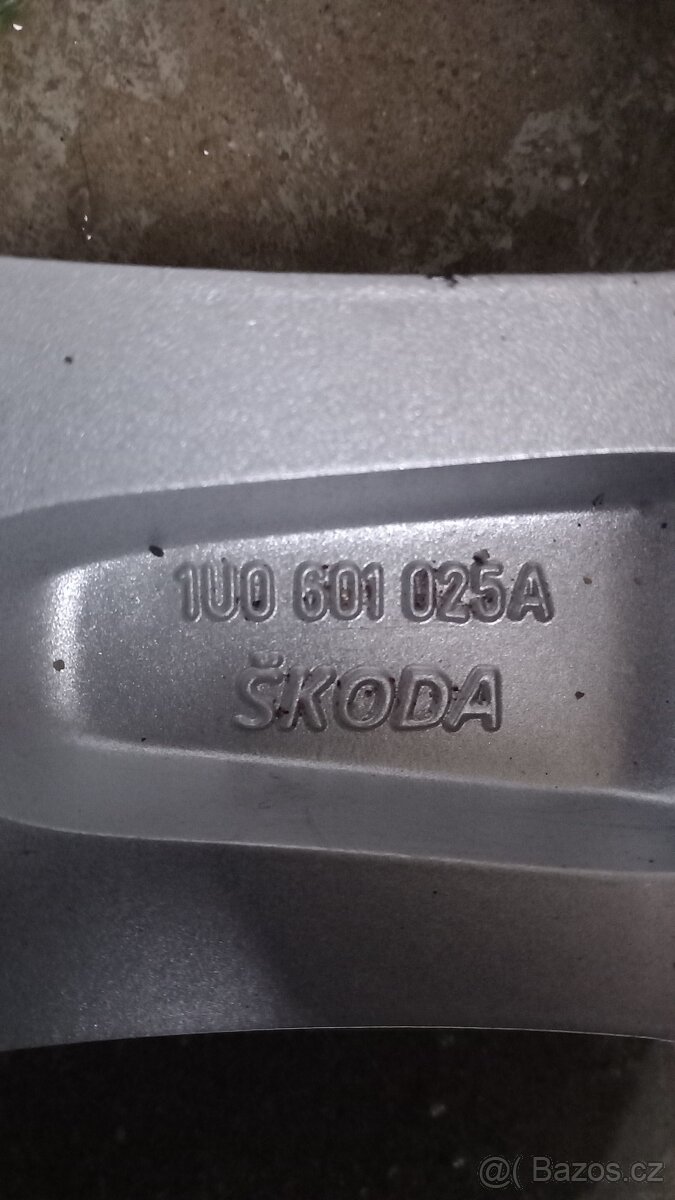 1U0 601 025A
ŠKODA
@( Bazos.cz